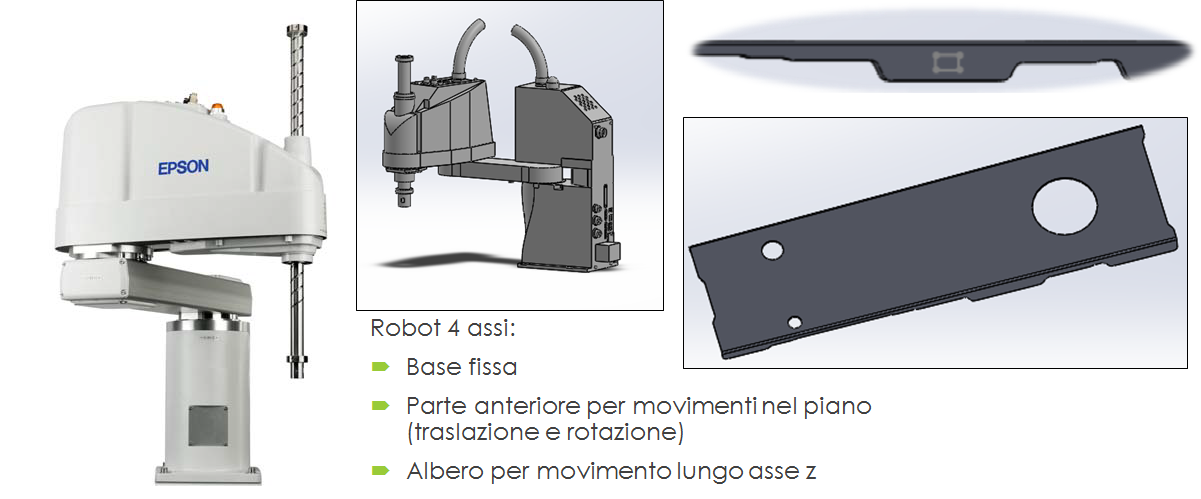 EPSON
Robot 4 assi:
Base fissa
Parte anteriore per movimenti nel piano
(traslazione e rotazione)
Albero per movimento lungo asse z